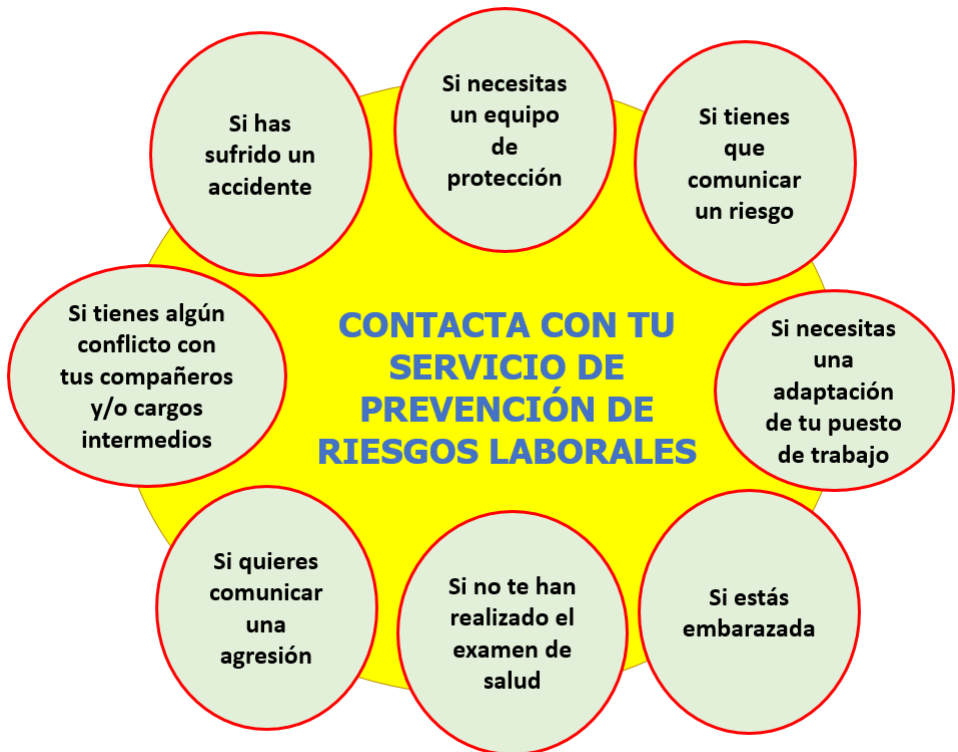 Si has
sufrido un
accidente
Si necesitas
un equipo
de
protección
Si tienes
que
comunicar
un riesgo
Si tienes algún
conflicto con
tus compañeros
y/o cargos
intermedios
CONTACTA CON TU
SERVICIO DE
PREVENCIÓN DE
RIESGOS LABORALES
Si necesitas
una
adaptación
de tu puesto
de trabajo
Si quieres
comunicar
una
agresión
Si no te han
realizado el
examen de
salud
Si estás
embarazada